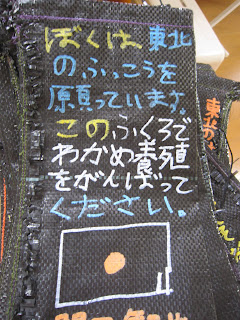 ぼくは東北
のふっこうを
原頁っています。
このふくろで
わかめ養殖
をがんばって
ください。